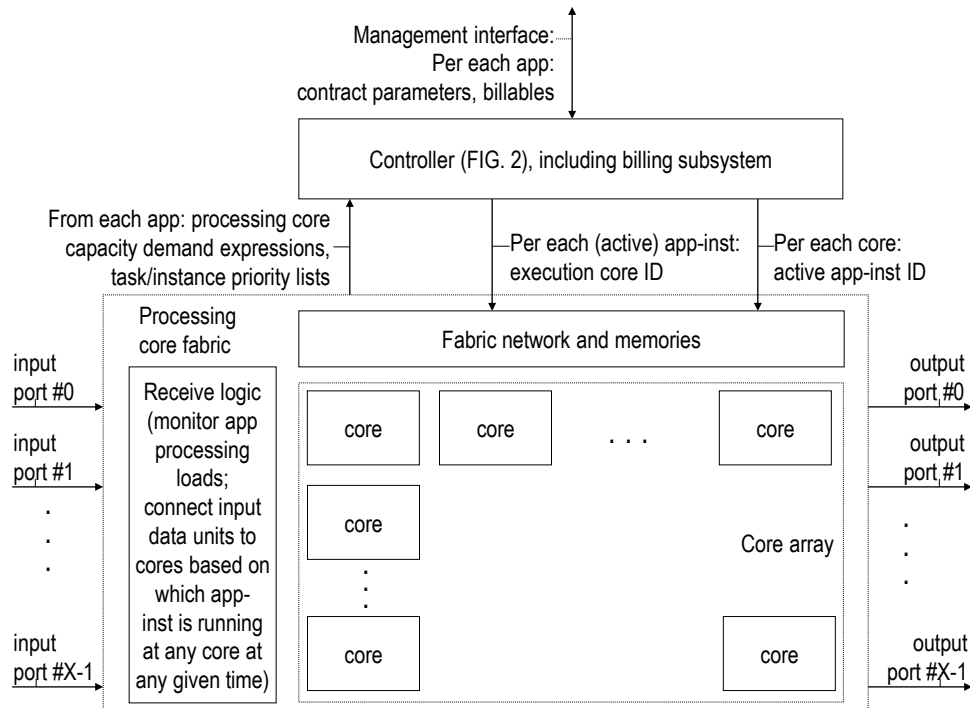 Management interface:
Per each app:
contract parameters, billables
Controller (FIG. 2), including billing subsystem
From each app: processing core
capacity demand expressions,
task/instance priority lists
Per each (active) app-inst:
execution core ID
Per each core:
active app-inst ID
Processing
core fabric
Fabric network and memories
input
port #0
input
port #1
.
.
.
input
port #X-1
Receive logic
(monitor app
processing
loads;
connect input
data units to
cores based on
which app-
inst is running
at any core at
any given time)
core
core
. . .
core
core
Core array
.
.
.
core
core
output
port #0
output
port #1
.
.
.
output
port #X-1